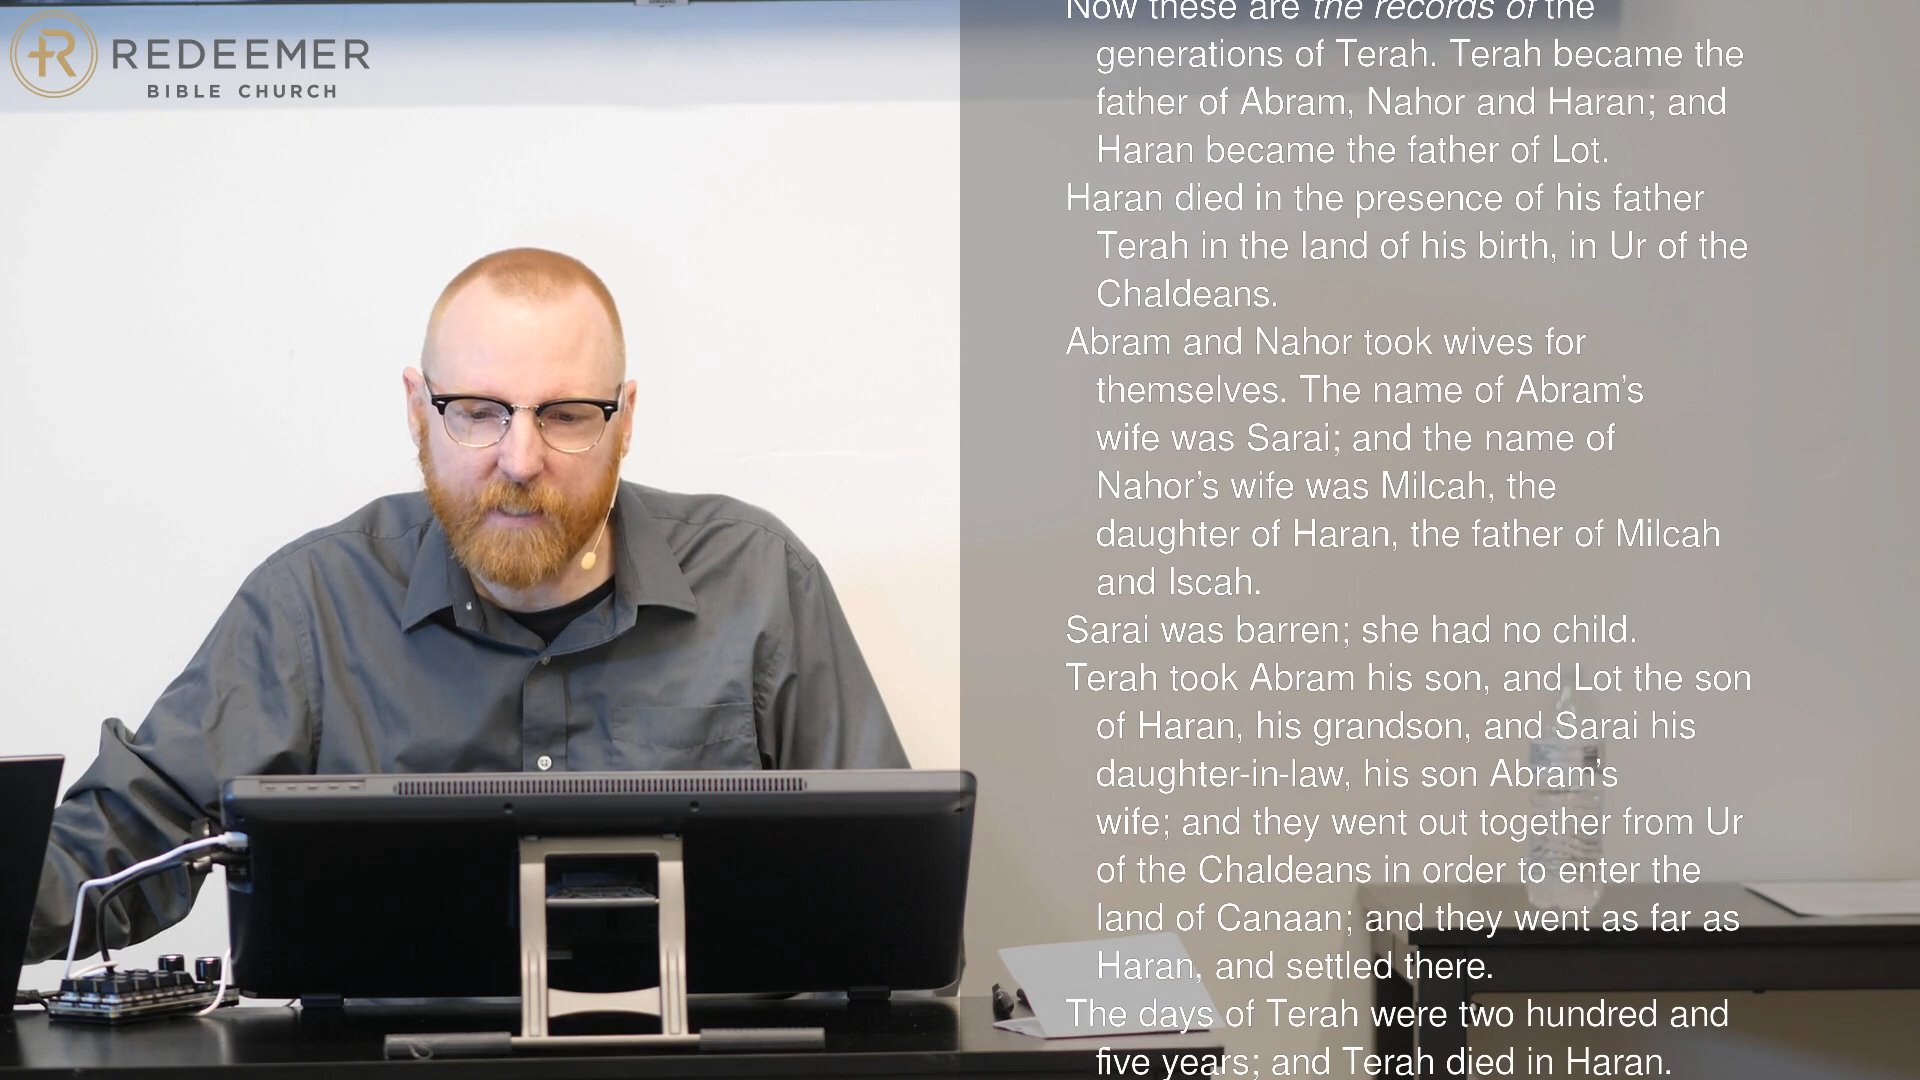 REDEEMER
BIBLE CHURCH
Now these are the records of the
generations of Terah. Terah became the
father of Abram, Nahor and Haran; and
Haran became the father of Lot.
Haran died in the presence of his father
Terah in the land of his birth, in Ur of the
Chaldeans.
Abram and Nahor took wives for
themselves. The name of Abram’s
wife was Sarai; and the name of
Nahor’s wife was Milcah, the
daughter of Haran, the father of Milcah
and Iscah.
Sarai was barren; she had no child.
Terah took Abram his son, and Lot the son
of Haran, his grandson, and Sarai his
daughter-in-law, his son Abram’s
wife; and they went out together from Ur
of the Chaldeans in order to enter the
land of Canaan; and they went as far as
Haran, and settled there.
The days of Terah were two hundred and
five years; and Terah died in Haran.